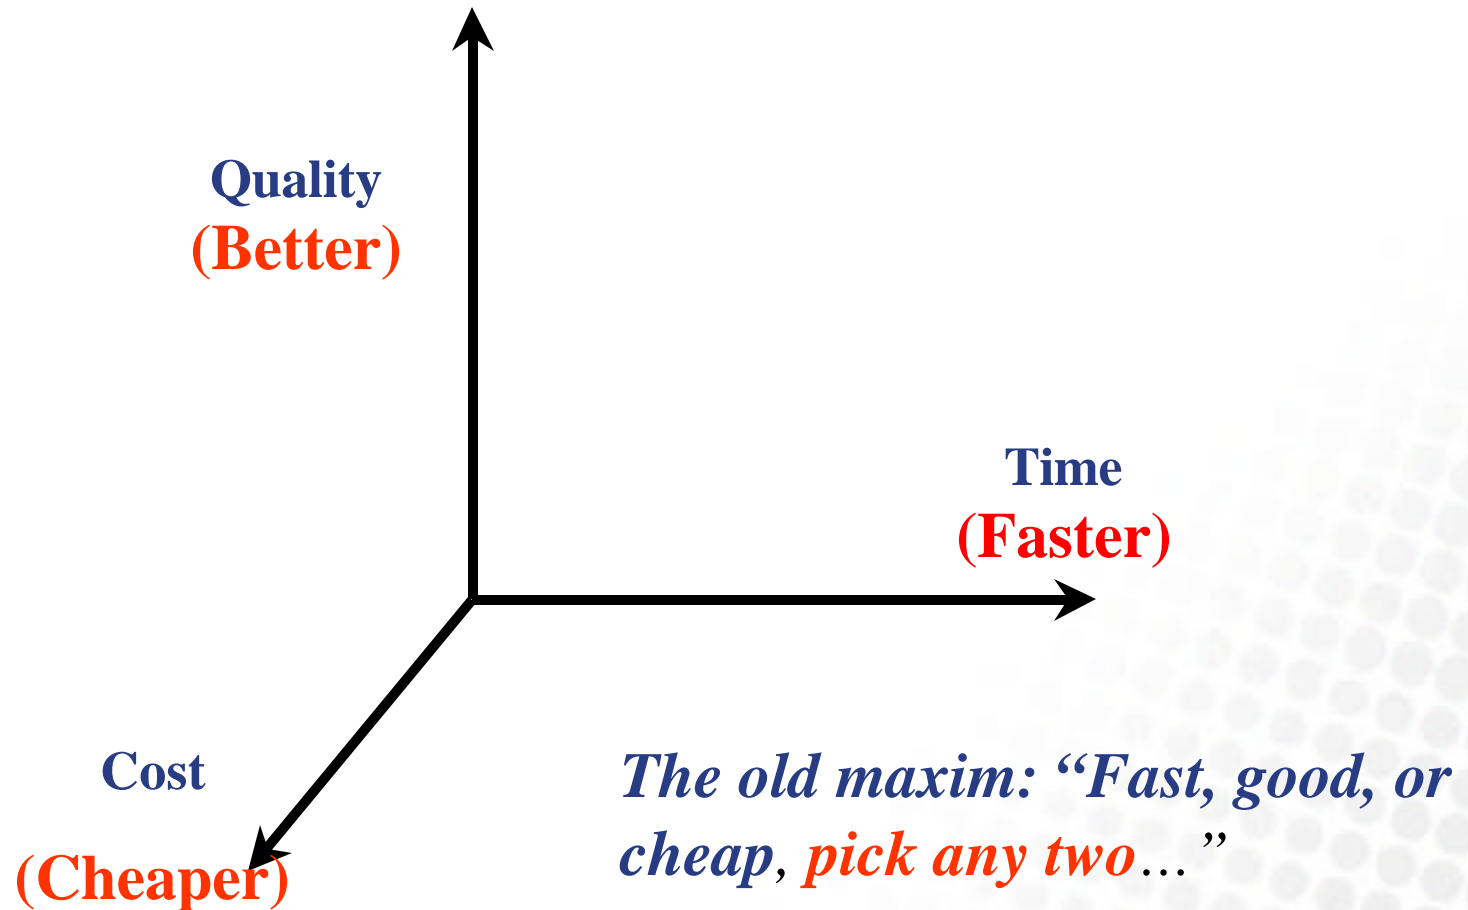 Quality
(Better)
Time
(Faster)
Cost
(Cheaper)
The old maxim: “Fast, good, or
cheap, pick any two…”